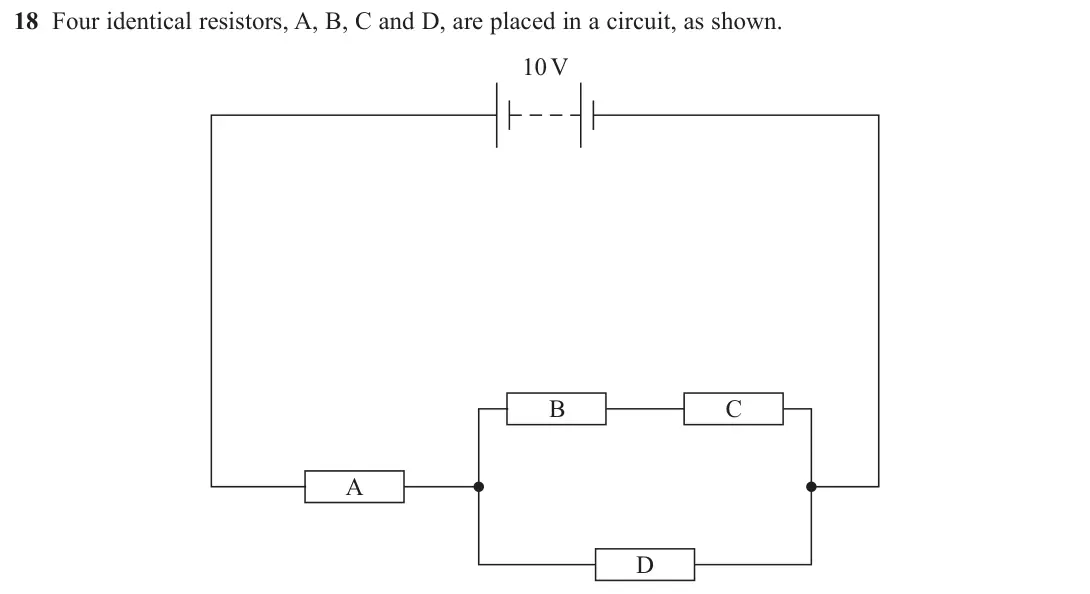 18 Four identical resistors, A, B, C and D, are placed in a circuit, as shown.
10 V
B
C
A
D